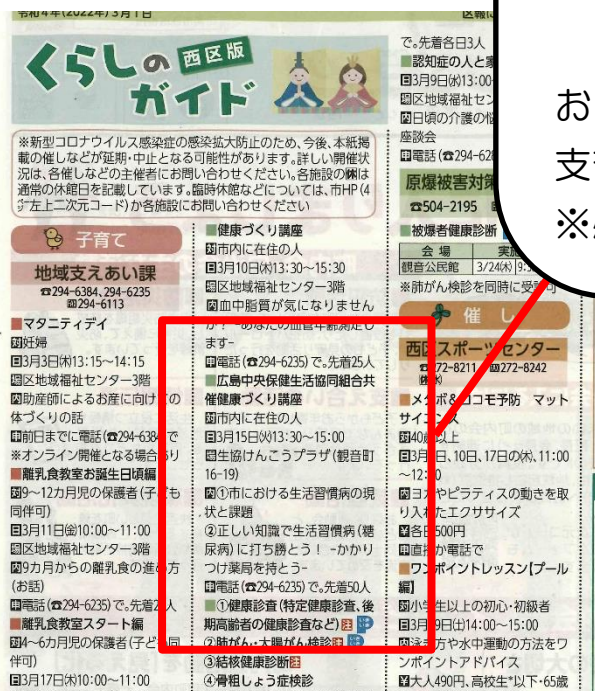 令和4年(2022年)3月1日
区報に
くらしの
西区版
ガイド
※新型コロナウイルス感染症の感染拡大防止のため、今後、本紙掲
載の催しなどが延期・中止となる可能性があります。詳しい開催状
況は、各催しなどの主催者にお問い合わせください。各施設の休は
通常の休館日を記載しています。臨時休館などについては、市HP(4
㌻左上二次元コード)か各施設にお問い合わせください
子育て
地域支えあい課
☎294-6384、294-6235
294-6113
■マタニティデイ
対妊婦
日3月3日㈭13:15～14:15
場区地域福祉センター3階
内助産師によるお産に向けての
体づくりの話
申前日までに電話(☎294-6384)で
※オンライン開催となる場合あり
■離乳食教室お誕生日頃編
対9～12カ月児の保護者(子ども
同伴可)
日3月11日㈮10:00～11:00
場区地域福祉センター3階
内9カ月からの離乳食の進め方
(お話)
申電話(☎294-6235)で。先着 人
■離乳食教室スタート編
対4～6カ月児の保護者(子ども同
伴可)
日3月17日㈭10:00～11:00
■健康づくり講座
対市内に在住の人
日3月10日㈭13:30～15:30
場区地域福祉センター3階
内血中脂質が気になりません
か? -あなたの血管年齢測定し
ます-
申電話(☎294-6235)で。先着25人
■広島中央保健生活協同組合共
催健康づくり講座
対市内に在住の人
日3月15日㈫13:30～15:00
場生協けんこうプラザ(観音町
16-19)
内①市における生活習慣病の現
状と課題
②正しい知識で生活習慣病(糖
尿病)に打ち勝とう! -かかり
つけ薬局を持とう-
申電話(☎294-6235)で。先着50人
■①健康診査(特定健康診査、後
期高齢者の健康診査など)注
②肺がん・大腸がん検診注
③結核健康診断注
④骨粗しょう症検診
で。先着各日3人
■認知症の人と家
日3月9日㈬13:00
場区地域福祉セン
内日頃の介護の悩
座談会
申電話(☎294-62
原爆被害対策
☎504-2195
■被爆者健康診断
会場
実施
観音公民館
3/24㈭
※肺がん検診を同時に受診可
催し
西区スポーツセンター
☎272-8211
272-8242
■メタボ&ロコモ予防 マット
サイエンス
対40歳以上
日3月 日、10日、17日の㈭、11:00
～12:00
内ヨガやピラティスの動きを取
り入れたエクササイズ
¥各日500円
申直接か電話で
■ワンポイントレッスン[プール
編]
対小学生以上の初心・初級者
日3月 日㈯14:00～15:00
内泳ぎ方や水中運動の方法をワ
ンポイントアドバイス
¥大人490円、高校生*以下・65歳
お
支
※